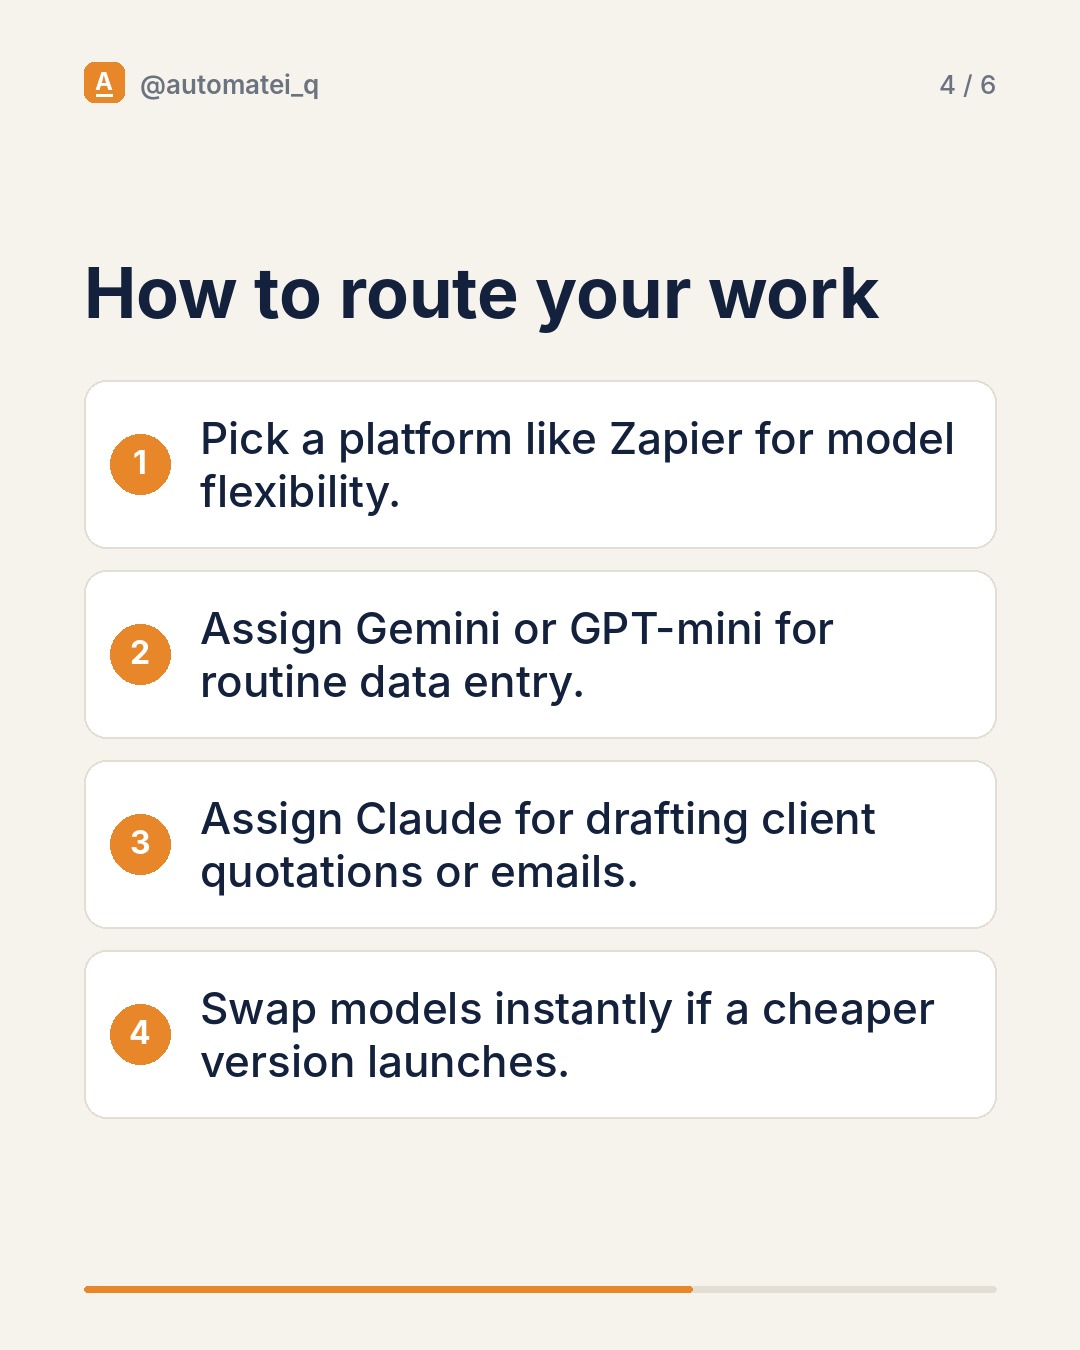 A @automatei_q
4 / 6
How to route your work
1
Pick a platform like Zapier for model
flexibility.
2
Assign Gemini or GPT-mini for
routine data entry.
3
Assign Claude for drafting client
quotations or emails.
4
Swap models instantly if a cheaper
version launches.